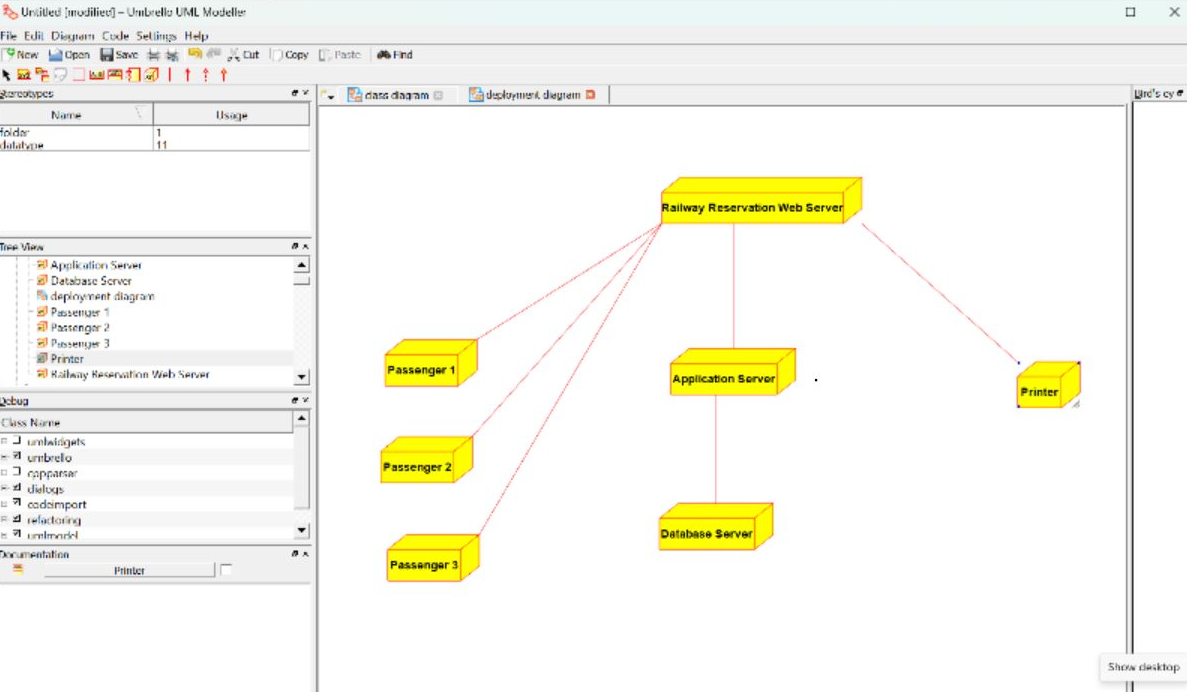 Untitled [modified] – Umbrello UML Modeller
File Edit Diagram Code Settings Help
New Open Save Cut Copy Paste Find
Stereotypes
class diagram deployment diagram
Bird's ey
Name Usage
folder 1
datatype 11
Railway Reservation Web Server
Tree View
Application Server
Database Server
deployment diagram
Passenger 1
Passenger 2
Passenger 3
Printer
Railway Reservation Web Server
Passenger 1
Application Server
Printer
Debug
Class Name
umlwidgets
umbrello
cppparser
dialogs
codeimport
refactoring
umlmodel
Passenger 2
Database Server
Passenger 3
Documentation
Printer
Show desktop